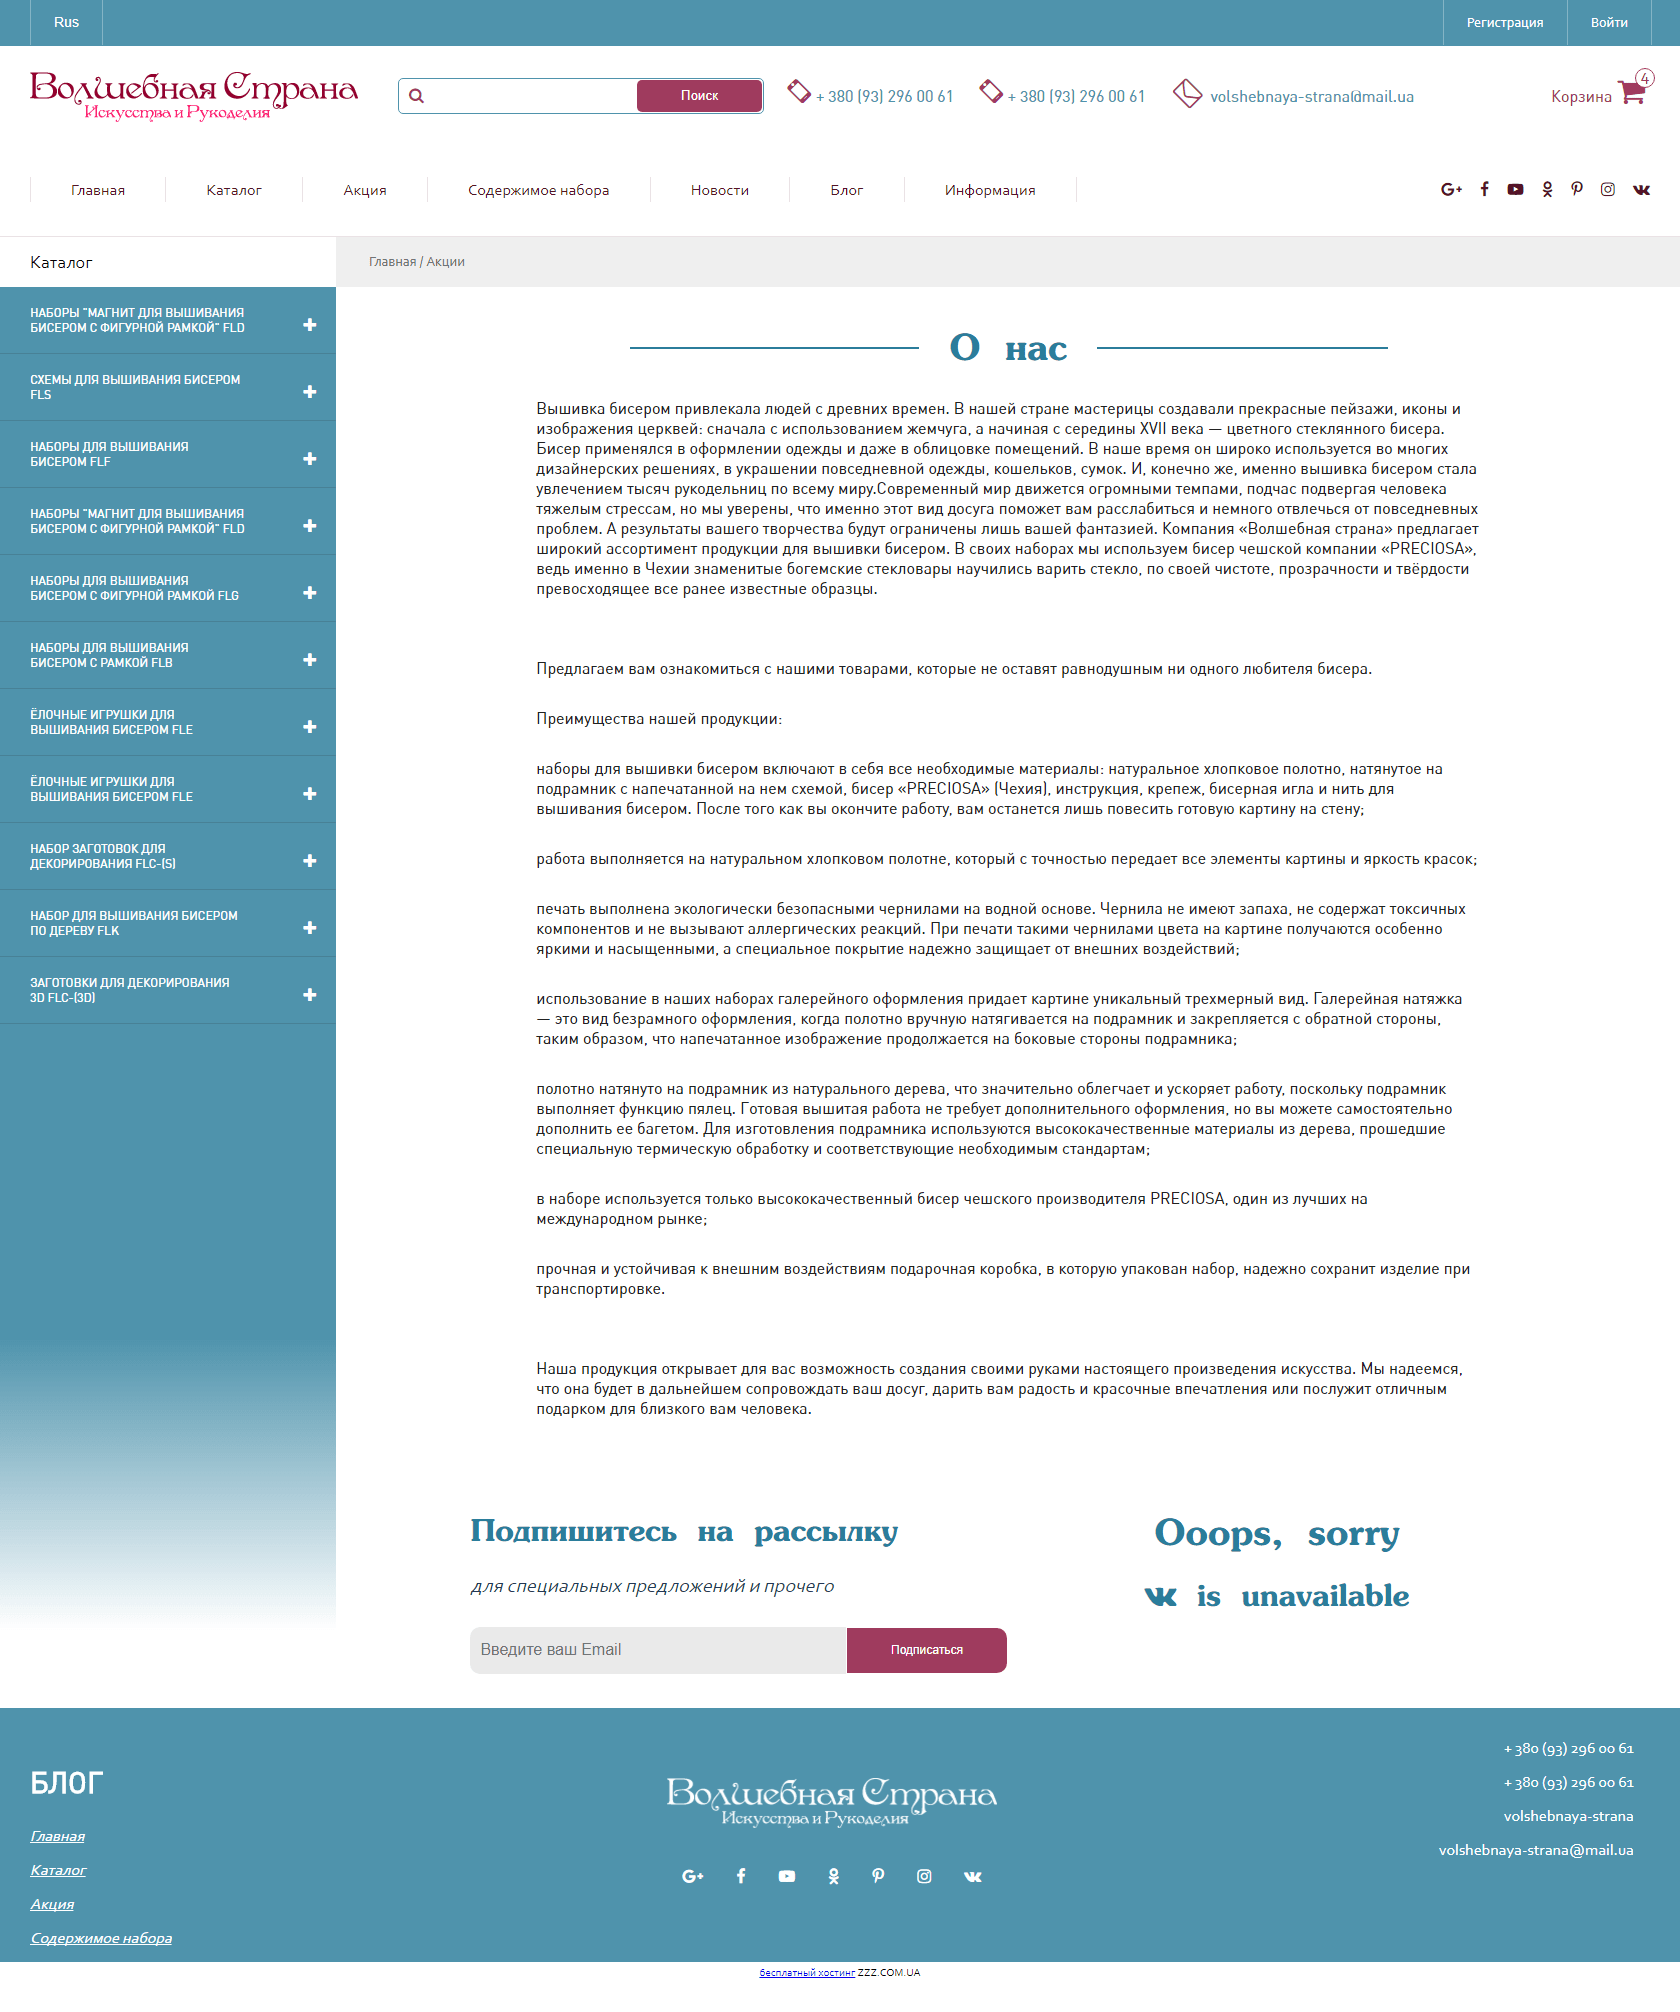 Rus
Регистрация
Войти
Волшебная Страна
Искусства и Рукоделия
Поиск
+ 380 (93) 296 00 61
+ 380 (93) 296 00 61
volshebnaya-strana@mail.ua
Корзина
4
Главная
Каталог
Акция
Содержимое набора
Новости
Блог
Информация
Каталог
Главная / Акции
НАБОРЫ "МАГНИТ ДЛЯ ВЫШИВАНИЯ
БИСЕРОМ С ФИГУРНОЙ РАМКОЙ" FLD
СХЕМЫ ДЛЯ ВЫШИВАНИЯ БИСЕРОМ
FLS
НАБОРЫ ДЛЯ ВЫШИВАНИЯ
БИСЕРОМ FLF
НАБОРЫ "МАГНИТ ДЛЯ ВЫШИВАНИЯ
БИСЕРОМ С ФИГУРНОЙ РАМКОЙ" FLD
НАБОРЫ ДЛЯ ВЫШИВАНИЯ
БИСЕРОМ С ФИГУРНОЙ РАМКОЙ FLG
НАБОРЫ ДЛЯ ВЫШИВАНИЯ
БИСЕРОМ С РАМКОЙ FLB
ЁЛОЧНЫЕ ИГРУШКИ ДЛЯ
ВЫШИВАНИЯ БИСЕРОМ FLE
ЁЛОЧНЫЕ ИГРУШКИ ДЛЯ
ВЫШИВАНИЯ БИСЕРОМ FLE
НАБОР ЗАГОТОВОК ДЛЯ
ДЕКОРИРОВАНИЯ FLC-(S)
НАБОР ДЛЯ ВЫШИВАНИЯ БИСЕРОМ
ПО ДЕРЕВУ FLK
ЗАГОТОВКИ ДЛЯ ДЕКОРИРОВАНИЯ
3D FLC-(3D)
О нас
Вышивка бисером привлекала людей с древних времен. В нашей стране мастерицы создавали прекрасные пейзажи, иконы и
изображения церквей: сначала с использованием жемчуга, а начиная с середины XVII века — цветного стеклянного бисера.
Бисер применялся в оформлении одежды и даже в облицовке помещений. В наше время он широко используется во многих
дизайнерских решениях, в украшении повседневной одежды, кошельков, сумок. И, конечно же, именно вышивка бисером стала
увлечением тысяч рукодельниц по всему миру.Современный мир движется огромными темпами, подчас подвергая человека
тяжелым стрессам, но мы уверены, что именно этот вид досуга поможет вам расслабиться и немного отвлечься от повседневных
проблем. А результаты вашего творчества будут ограничены лишь вашей фантазией. Компания «Волшебная страна» предлагает
широкий ассортимент продукции для вышивки бисером. В своих наборах мы используем бисер чешской компании «PRECIOSA»,
ведь именно в Чехии знаменитые богемские стекловары научились варить стекло, по своей чистоте, прозрачности и твёрдости
превосходящее все ранее известные образцы.
Предлагаем вам ознакомиться с нашими товарами, которые не оставят равнодушным ни одного любителя бисера.
Преимущества нашей продукции:
наборы для вышивки бисером включают в себя все необходимые материалы: натуральное хлопковое полотно, натянутое на
подрамник с напечатанной на нем схемой, бисер «PRECIOSA» (Чехия), инструкция, крепеж, бисерная игла и нить для
вышивания бисером. После того как вы окончите работу, вам останется лишь повесить готовую картину на стену;
работа выполняется на натуральном хлопковом полотне, который с точностью передает все элементы картины и яркость красок;
печать выполнена экологически безопасными чернилами на водной основе. Чернила не имеют запаха, не содержат токсичных
компонентов и не вызывают аллергических реакций. При печати такими чернилами цвета на картине получаются особенно
яркими и насыщенными, а специальное покрытие надежно защищает от внешних воздействий;
использование в наших наборах галерейного оформления придает картине уникальный трехмерный вид. Галерейная натяжка
— это вид безрамного оформления, когда полотно вручную натягивается на подрамник и закрепляется с обратной стороны,
таким образом, что напечатанное изображение продолжается на боковые стороны подрамника;
полотно натянуто на подрамник из натурального дерева, что значительно облегчает и ускоряет работу, поскольку подрамник
выполняет функцию пялец. Готовая вышитая работа не требует дополнительного оформления, но вы можете самостоятельно
дополнить ее багетом. Для изготовления подрамника используются высококачественные материалы из дерева, прошедшие
специальную термическую обработку и соответствующие необходимым стандартам;
в наборе используется только высококачественный бисер чешского производителя PRECIOSA, один из лучших на
международном рынке;
прочная и устойчивая к внешним воздействиям подарочная коробка, в которую упакован набор, надежно сохранит изделие при
транспортировке.
Наша продукция открывает для вас возможность создания своими руками настоящего произведения искусства. Мы надеемся,
что она будет в дальнейшем сопровождать ваш досуг, дарить вам радость и красочные впечатления или послужит отличным
подарком для близкого вам человека.
Подпишитесь на рассылку
для специальных предложений и прочего
Введите ваш Email
Подписаться
Ooops, sorry
is unavailable
БЛОГ
Главная
Каталог
Акция
Содержимое набора
Волшебная Страна
Искусства и Рукоделия
+ 380 (93) 296 00 61
+ 380 (93) 296 00 61
volshebnaya-strana
volshebnaya-strana@mail.ua
бесплатный хостинг ZZZ.COM.UA